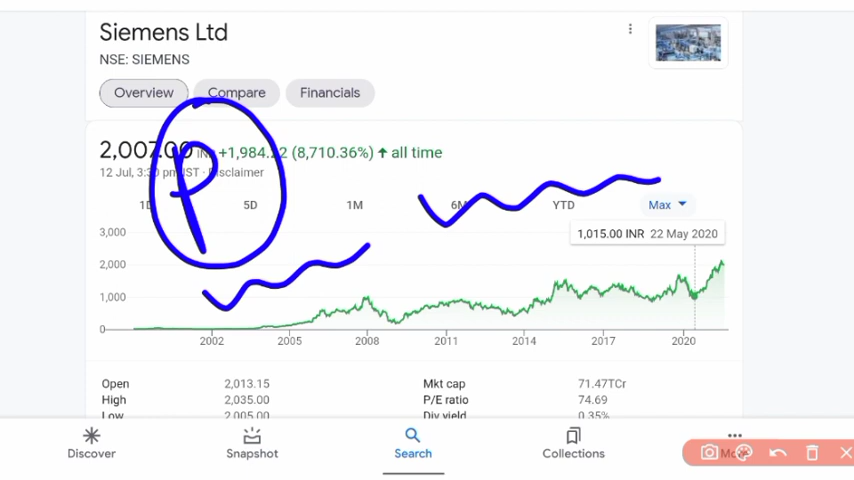 Siemens Ltd
NSE: SIEMENS
Overview Compare Financials
2,007.00 INR +1,984.22 (8,710.36%) ↑ all time
12 Jul, 3:30 pm IST · Disclaimer
1D 5D 1M 6M YTD Max
P
1,015.00 INR 22 May 2020
3,000
2,000
1,000
0
2002 2005 2008 2011 2014 2017 2020
Open 2,013.15 Mkt cap 71.47TCr
High 2,035.00 P/E ratio 74.69
Low 2,005.00 Div yield 0.35%
Discover Snapshot Search Collections More